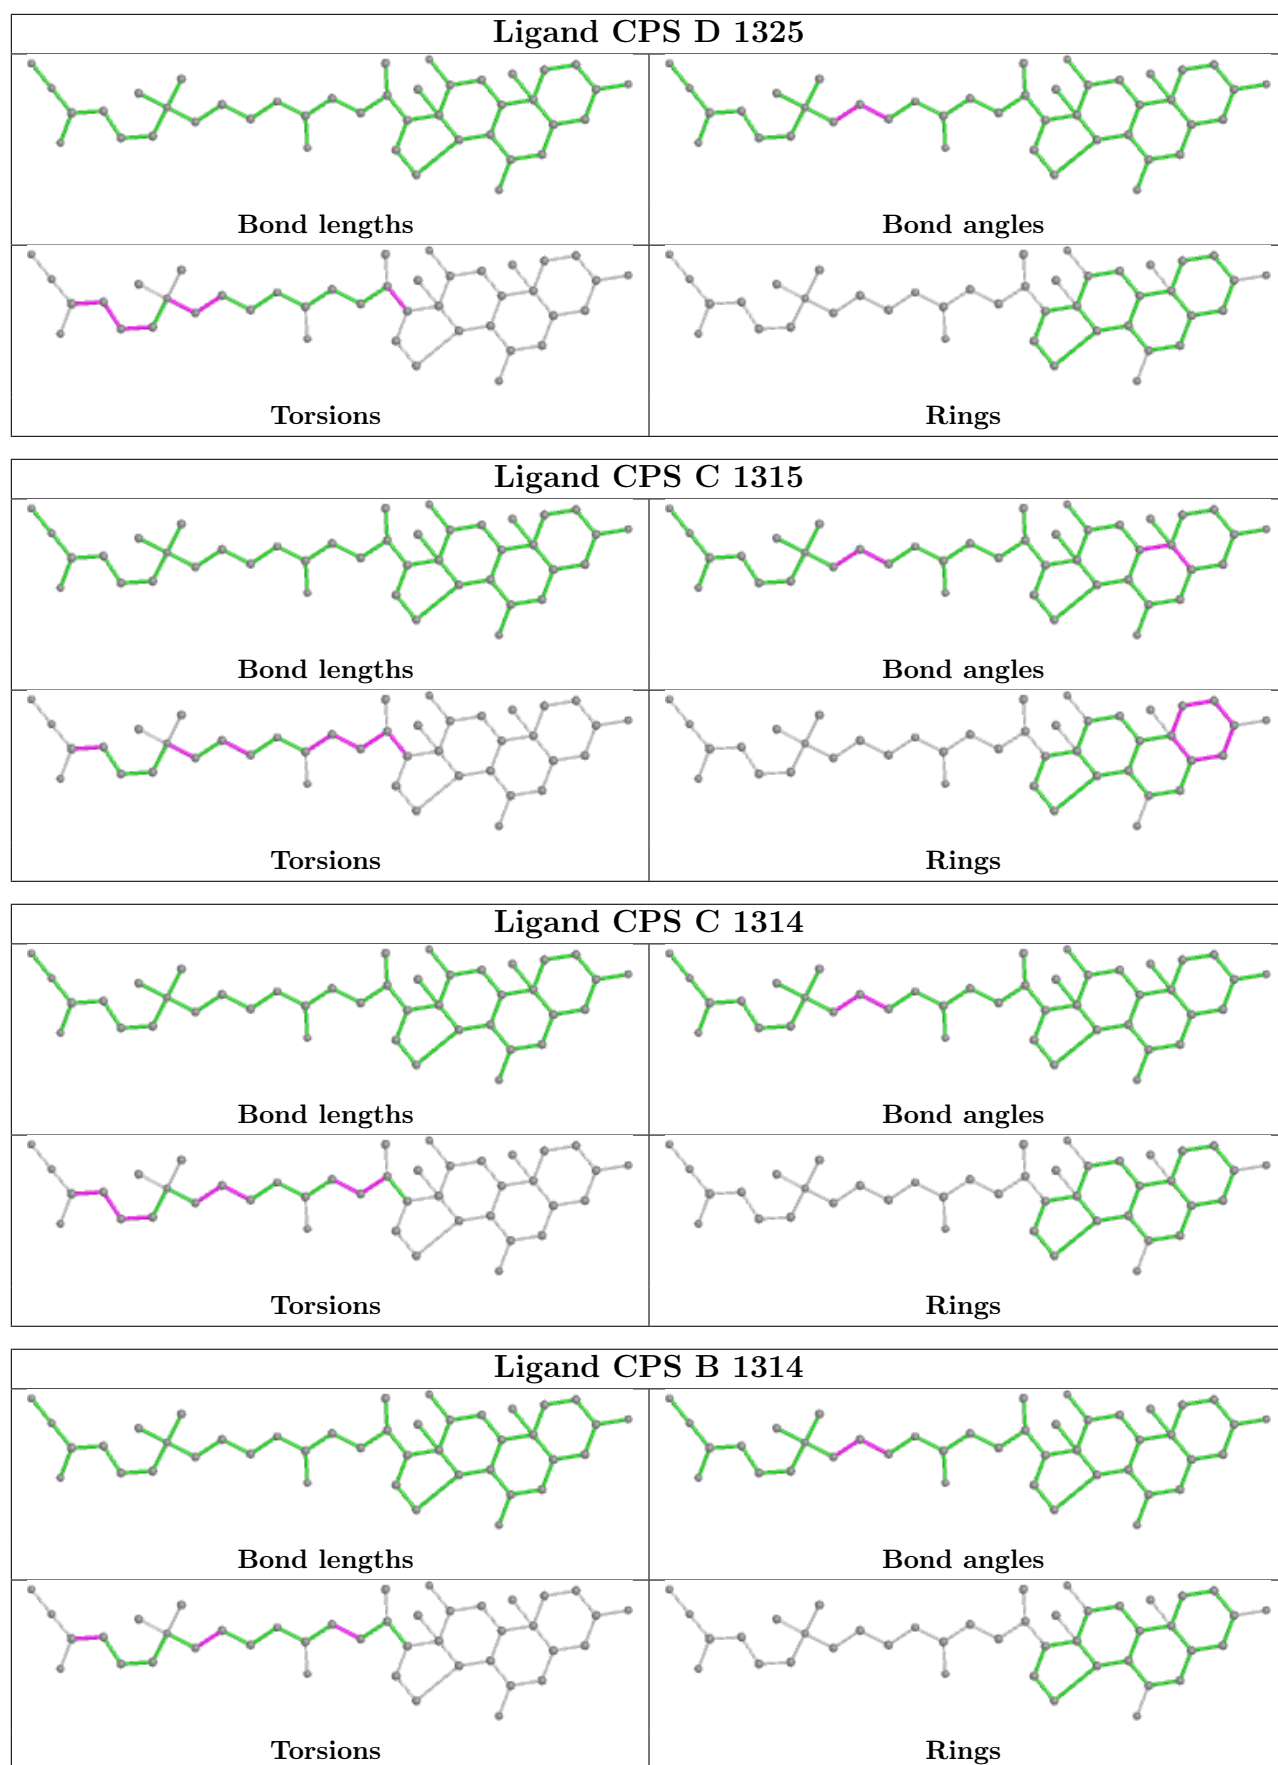 Ligand CPS D 1325
Bond lengths Bond angles
Torsions Rings
Ligand CPS C 1315
Bond lengths Bond angles
Torsions Rings
Ligand CPS C 1314
Bond lengths Bond angles
Torsions Rings
Ligand CPS B 1314
Bond lengths Bond angles
Torsions Rings